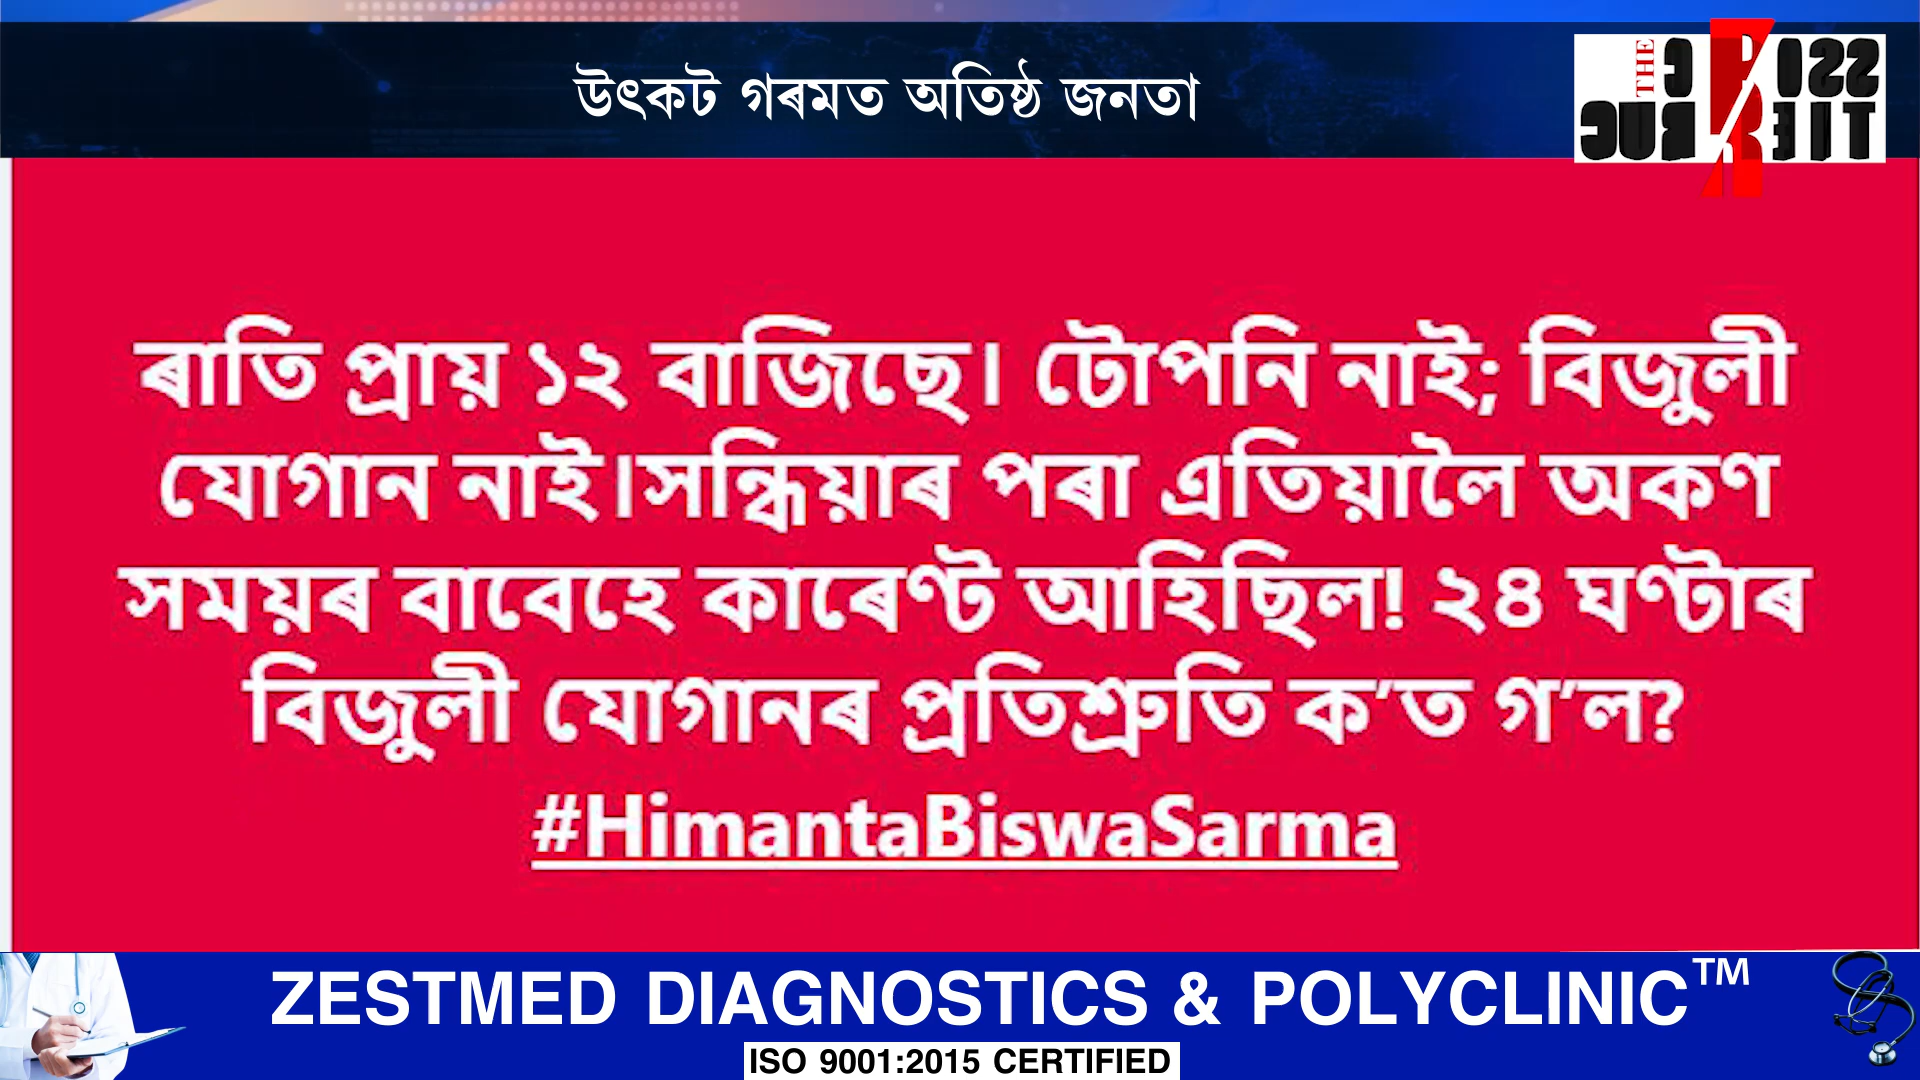 উৎকট গৰমত অতিষ্ঠ জনতা
THE
ৰাতি প্ৰায় ১২ বাজিছে। টোপনি নাই; বিজুলী
যোগান নাই।সন্ধিয়াৰ পৰা এতিয়ালৈ অকণ
সময়ৰ বাবেহে কাৰেণ্ট আহিছিল! ২৪ ঘণ্টাৰ
বিজুলী যোগানৰ প্ৰতিশ্ৰুতি ক’ত গ’ল?
#HimantaBiswaSarma
ZESTMED DIAGNOSTICS & POLYCLINIC™
ISO 9001:2015 CERTIFIED